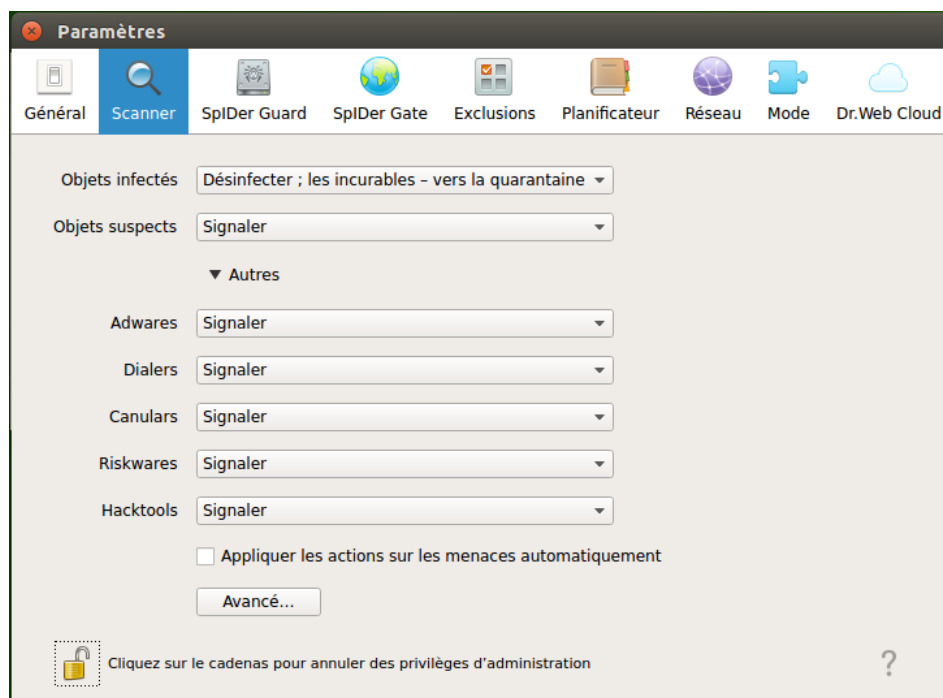 Paramètres
Général Scanner SpIDer Guard SpIDer Gate Exclusions Planificateur Réseau Mode Dr.Web Cloud
Objets infectés Désinfecter ; les incurables – vers la quarantaine
Objets suspects Signaler
Autres
Adwares Signaler
Dialers Signaler
Canulars Signaler
Riskwares Signaler
Hacktools Signaler
Appliquer les actions sur les menaces automatiquement
Avancé...
Cliquez sur le cadenas pour annuler des privilèges d’administration ?